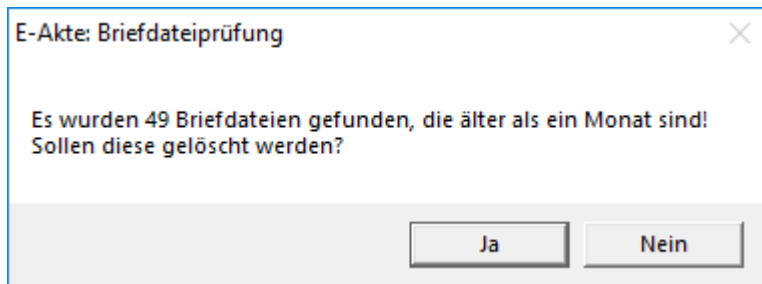 E-Akte: Briefdateiprüfung
Es wurden 49 Briefdateien gefunden, die älter als ein Monat sind!
Sollen diese gelöscht werden?
Ja
Nein